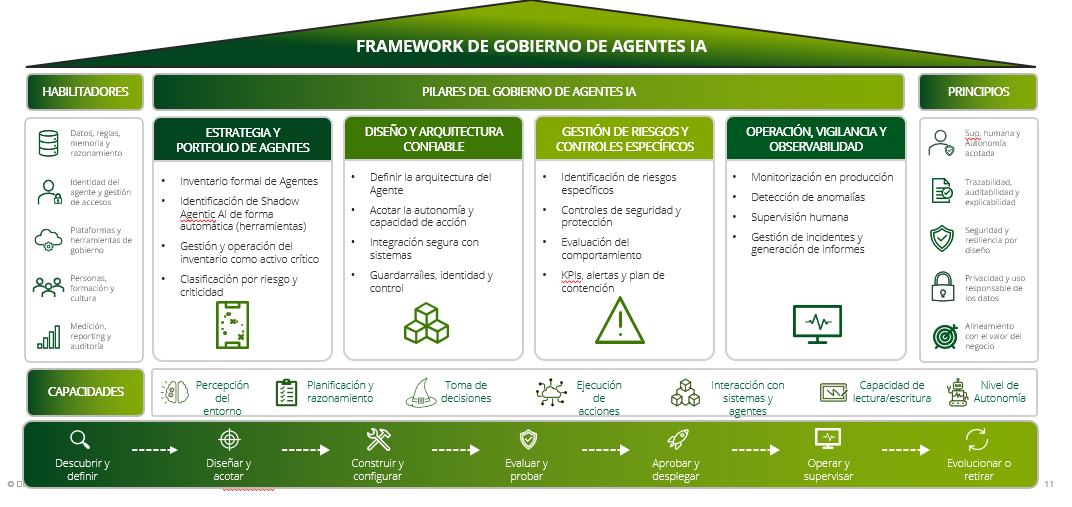 FRAMEWORK DE GOBIERNO DE AGENTES IA
HABILITADORES
Datos, reglas,
memoria y
razonamiento
Identidad del
agente y gestión
de accesos
Plataformas y
herramientas de
gobierno
Personas,
formación y
cultura
Medición,
reporting y
auditoría
PILARES DEL GOBIERNO DE AGENTES IA
ESTRATEGIA Y
PORTFOLIO DE AGENTES
• Inventario formal de Agentes
• Identificación de Shadow
Agentic AI de forma
automática (herramientas)
• Gestión y operación del
inventario como activo crítico
• Clasificación por riesgo y
criticidad
DISEÑO Y ARQUITECTURA
CONFIABLE
• Definir la arquitectura del
Agente
• Acotar la autonomía y
capacidad de acción
• Integración segura con
sistemas
• Guardarraíles, identidad y
control
GESTIÓN DE RIESGOS Y
CONTROLES ESPECÍFICOS
• Identificación de riesgos
específicos
• Controles de seguridad y
protección
• Evaluación del
comportamiento
• KPIs, alertas y plan de
contención
OPERACIÓN, VIGILANCIA Y
OBSERVABILIDAD
• Monitorización en producción
• Detección de anomalías
• Supervisión humana
• Gestión de incidentes y
generación de informes
PRINCIPIOS
Sup. humana y
Autonomía
acotada
Trazabilidad,
auditabilidad y
explicabilidad
Seguridad y
resiliencia por
diseño
Privacidad y uso
responsable de
los datos
Alineamiento
con el valor del
negocio
CAPACIDADES
Percepción
del
entorno
Planificación y
razonamiento
Toma de
decisiones
Ejecución
de
acciones
Interacción con
sistemas y
agentes
Capacidad de
lectura/escritura
Nivel de
Autonomía
Descubrir y
definir
Diseñar y
acotar
Construir y
configurar
Evaluar y
probar
Aprobar y
desplegar
Operar y
supervisar
Evolucionar o
retirar
©
11